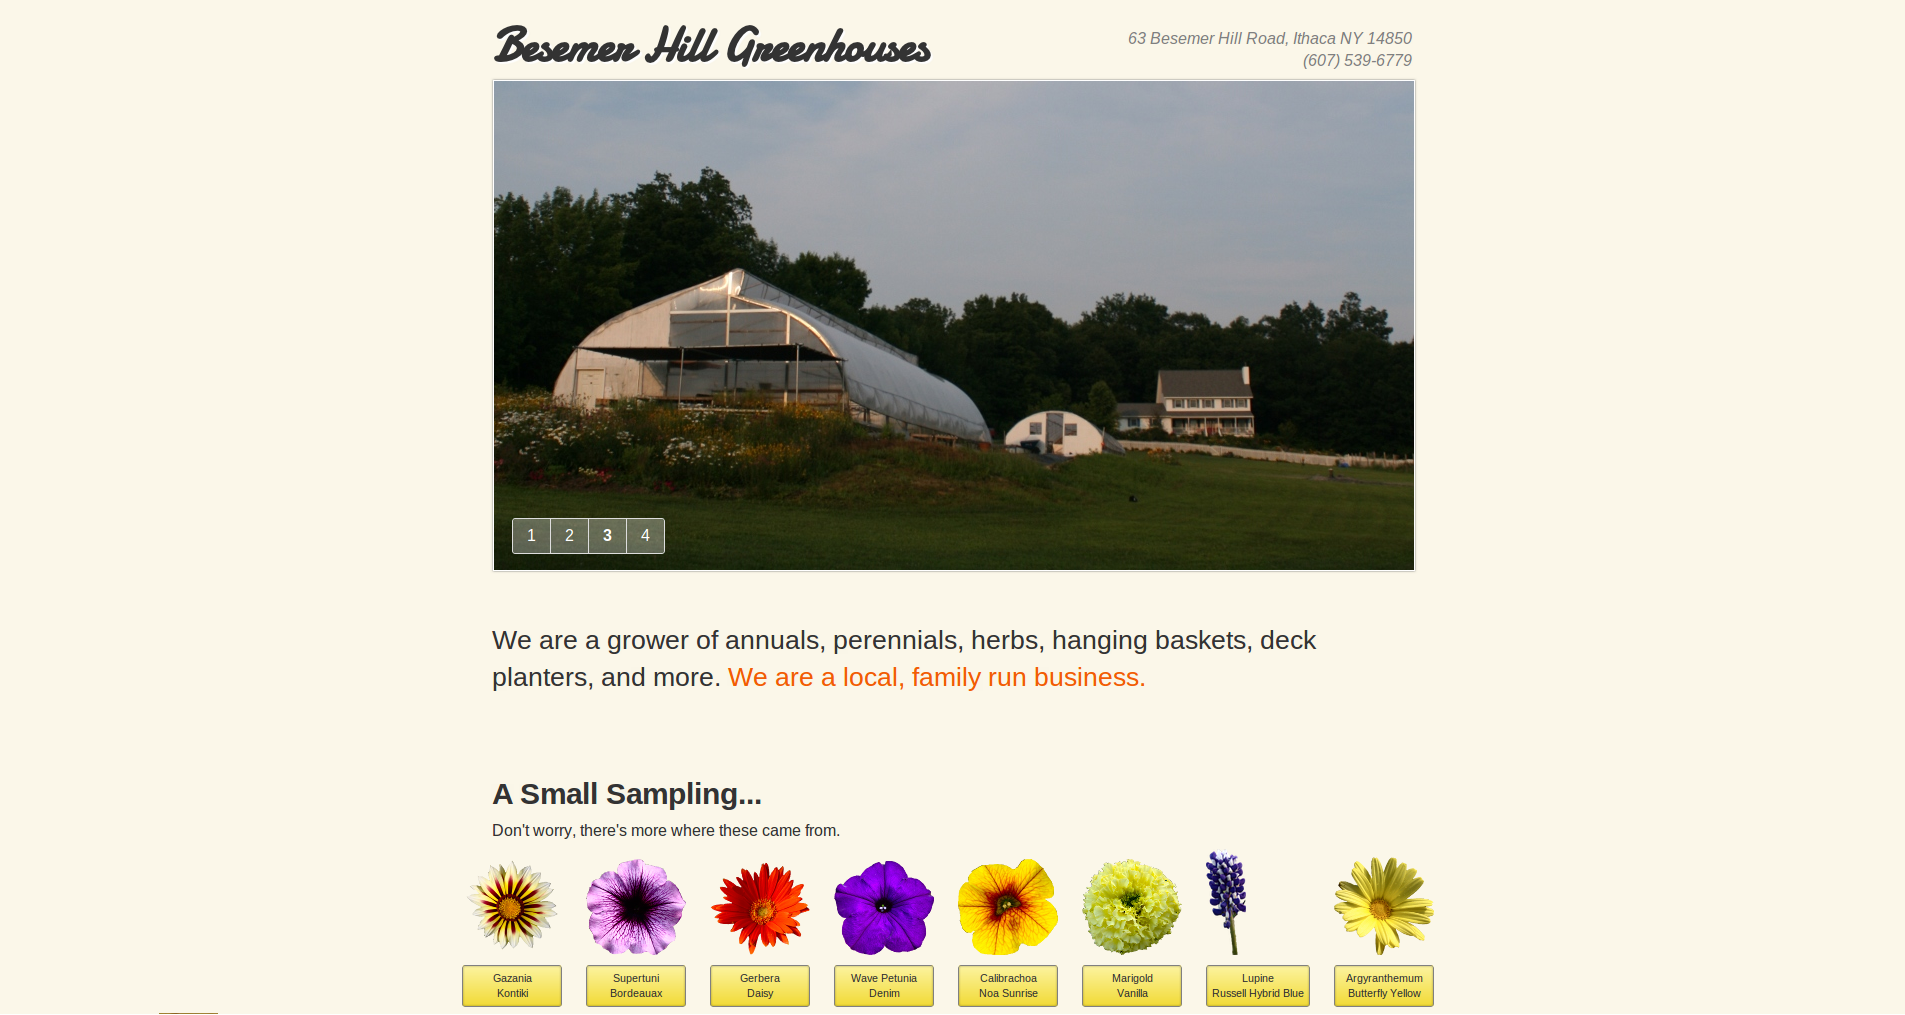 Besemer Hill Greenhouses
63 Besemer Hill Road, Ithaca NY 14850
(607) 539-6779
1 2 3 4
We are a grower of annuals, perennials, herbs, hanging baskets, deck
planters, and more. We are a local, family run business.
A Small Sampling...
Don't worry, there's more where these came from.
Gazania
Kontiki
Supertuni
Bordeauax
Gerbera
Daisy
Wave Petunia
Denim
Calibrachoa
Noa Sunrise
Marigold
Vanilla
Lupine
Russell Hybrid Blue
Argyranthemum
Butterfly Yellow